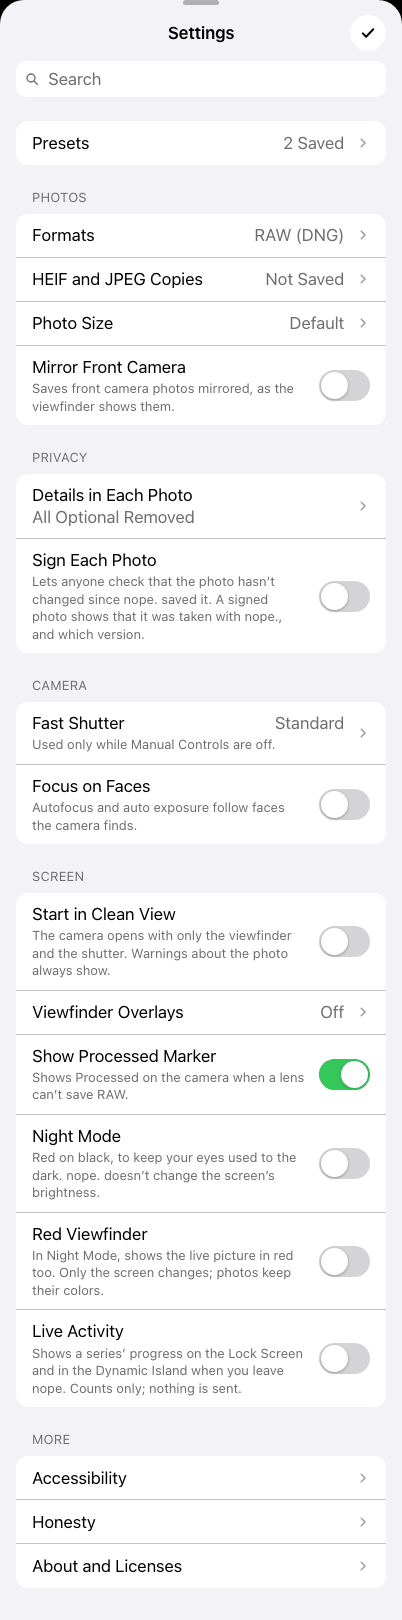 Settings
Search
Presets
2 Saved
PHOTOS
Formats
RAW (DNG)
HEIF and JPEG Copies
Not Saved
Photo Size
Default
Mirror Front Camera
Saves front camera photos mirrored, as the
viewfinder shows them.
PRIVACY
Details in Each Photo
All Optional Removed
Sign Each Photo
Lets anyone check that the photo hasn’t
changed since nope. saved it. A signed
photo shows that it was taken with nope.,
and which version.
CAMERA
Fast Shutter
Standard
Used only while Manual Controls are off.
Focus on Faces
Autofocus and auto exposure follow faces
the camera finds.
SCREEN
Start in Clean View
The camera opens with only the viewfinder
and the shutter. Warnings about the photo
always show.
Viewfinder Overlays
Off
Show Processed Marker
Shows Processed on the camera when a lens
can’t save RAW.
Night Mode
Red on black, to keep your eyes used to the
dark. nope. doesn’t change the screen’s
brightness.
Red Viewfinder
In Night Mode, shows the live picture in red
too. Only the screen changes; photos keep
their colors.
Live Activity
Shows a series’ progress on the Lock Screen
and in the Dynamic Island when you leave
nope. Counts only; nothing is sent.
MORE
Accessibility
Honesty
About and Licenses